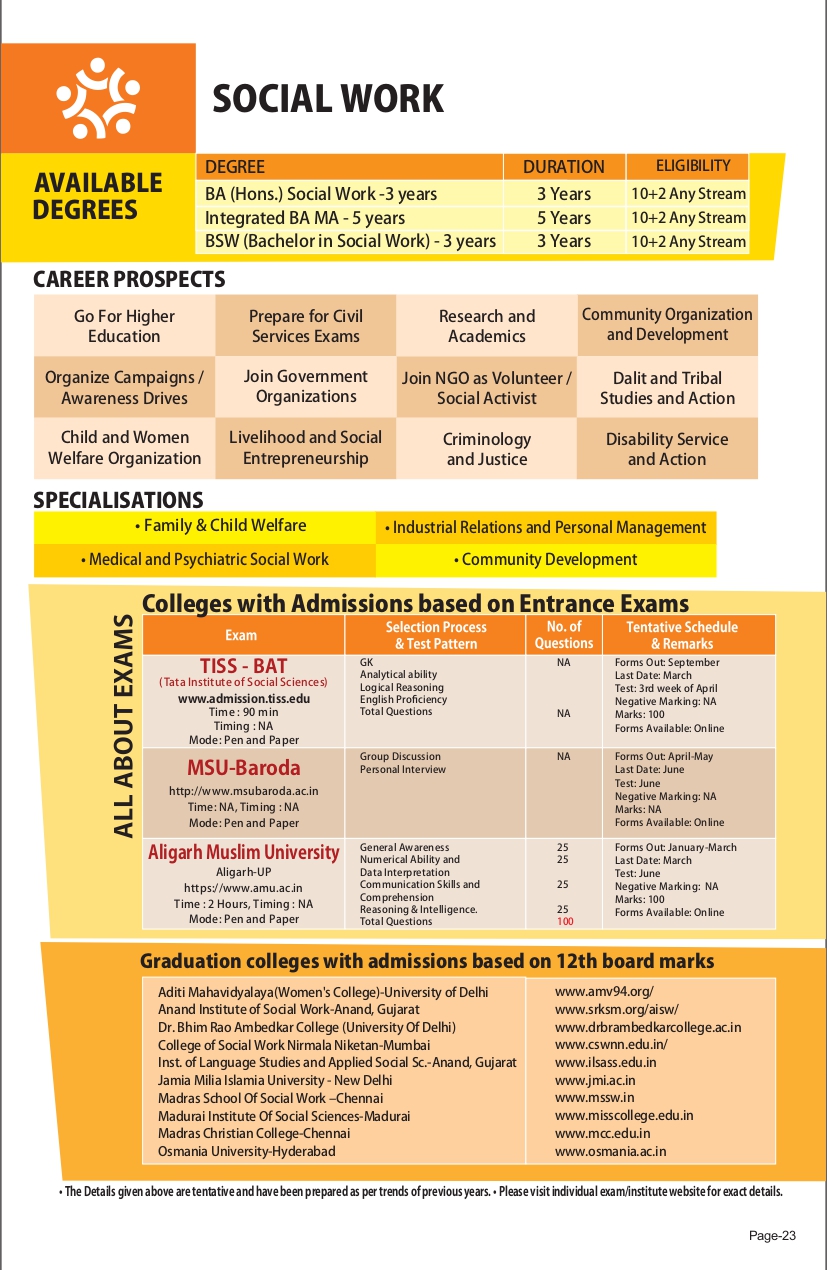 SOCIAL WORK
AVAILABLE
DEGREES
DEGREE DURATION ELIGIBILITY
BA (Hons.) Social Work -3 years 3 Years 10+2 Any Stream
Integrated BA MA - 5 years 5 Years 10+2 Any Stream
BSW (Bachelor in Social Work) - 3 years 3 Years 10+2 Any Stream
CAREER PROSPECTS
Go For Higher
Education
Prepare for Civil
Services Exams
Research and
Academics
Community Organization
and Development
Organize Campaigns /
Awareness Drives
Join Government
Organizations
Join NGO as Volunteer /
Social Activist
Dalit and Tribal
Studies and Action
Child and Women
Welfare Organization
Livelihood and Social
Entrepreneurship
Criminology
and Justice
Disability Service
and Action
SPECIALISATIONS
• Family & Child Welfare
• Industrial Relations and Personal Management
• Medical and Psychiatric Social Work
• Community Development
ALL ABOUT EXAMS
Colleges with Admissions based on Entrance Exams
Exam
Selection Process
& Test Pattern
No. of
Questions
Tentative Schedule
& Remarks
TISS - BAT
(Tata Institute of Social Sciences)
www.admission.tiss.edu
Time : 90 min
Timing : NA
Mode: Pen and Paper
GK
Analytical ability
Logical Reasoning
English Proficiency
Total Questions
NA
NA
Forms Out: September
Last Date: March
Test: 3rd week of April
Negative Marking: NA
Marks: 100
Forms Available: Online
MSU-Baroda
http://www.msubaroda.ac.in
Time: NA, Timing : NA
Mode: Pen and Paper
Group Discussion
Personal Interview
NA
Forms Out: April-May
Last Date: June
Test: June
Negative Marking: NA
Marks: NA
Forms Available: Online
Aligarh Muslim University
Aligarh-UP
https://www.amu.ac.in
Time : 2 Hours, Timing : NA
Mode: Pen and Paper
General Awareness
Numerical Ability and
Data Interpretation
Communication Skills and
Comprehension
Reasoning & Intelligence.
Total Questions
25
25
25
25
100
Forms Out: January-March
Last Date: March
Test: June
Negative Marking: NA
Marks: 100
Forms Available: Online
Graduation colleges with admissions based on 12th board marks
Aditi Mahavidyalaya(Women's College)-University of Delhi www.amv94.org/
Anand Institute of Social Work-Anand, Gujarat www.srksm.org/aisw/
Dr. Bhim Rao Ambedkar College (University Of Delhi) www.drbrambedkarcollege.ac.in
College of Social Work Nirmala Niketan-Mumbai www.cswnn.edu.in/
Inst. of Language Studies and Applied Social Sc.-Anand, Gujarat www.ilsass.edu.in
Jamia Milia Islamia University - New Delhi www.jmi.ac.in
Madras School Of Social Work –Chennai www.mssw.in
Madurai Institute Of Social Sciences-Madurai www.misscollege.edu.in
Madras Christian College-Chennai www.mcc.edu.in
Osmania University-Hyderabad www.osmania.ac.in
• The Details given above are tentative and have been prepared as per trends of previous years. • Please visit individual exam/institute website for exact details.
Page-23